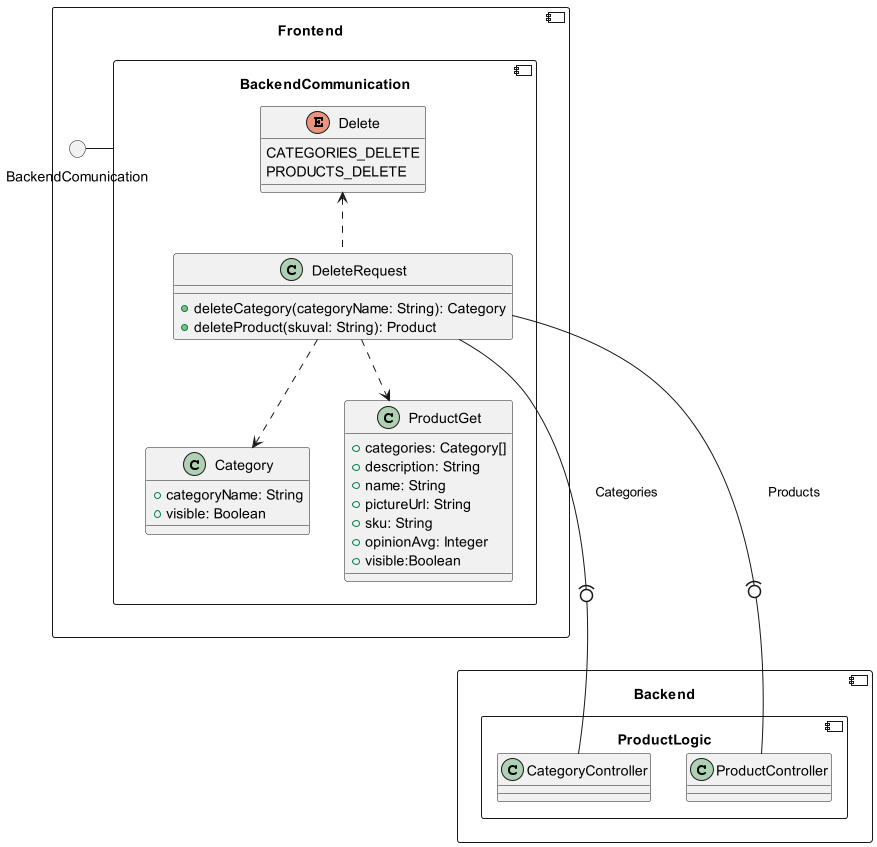 Frontend
BackendCommunication
E Delete
CATEGORIES_DELETE
PRODUCTS_DELETE
BackendComunication
C DeleteRequest
deleteCategory(categoryName: String): Category
deleteProduct(skuval: String): Product
C Category
categoryName: String
visible: Boolean
C ProductGet
categories: Category[]
description: String
name: String
pictureUrl: String
sku: String
opinionAvg: Integer
visible:Boolean
Categories
Products
Backend
ProductLogic
C CategoryController
C ProductController